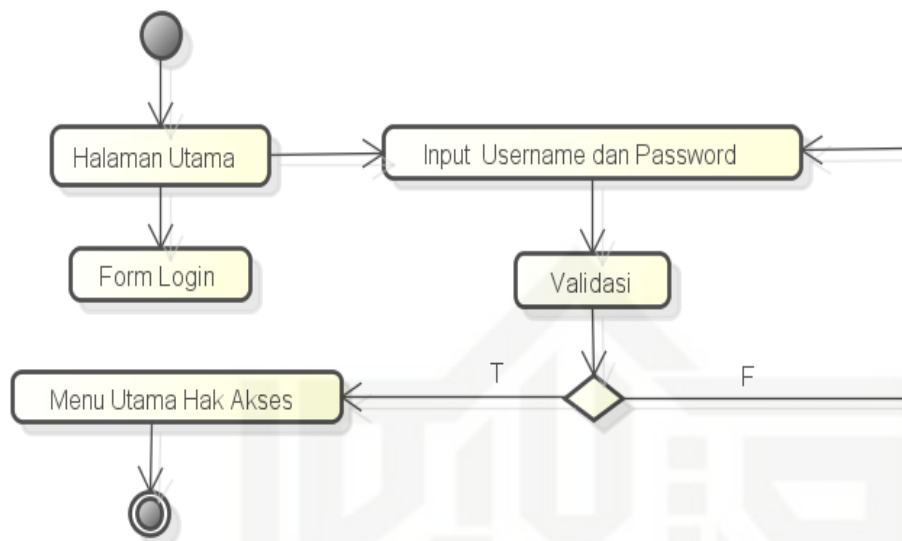 Halaman Utama
Input Username dan Password
Form Login
Validasi
T
F
Menu Utama Hak Akses